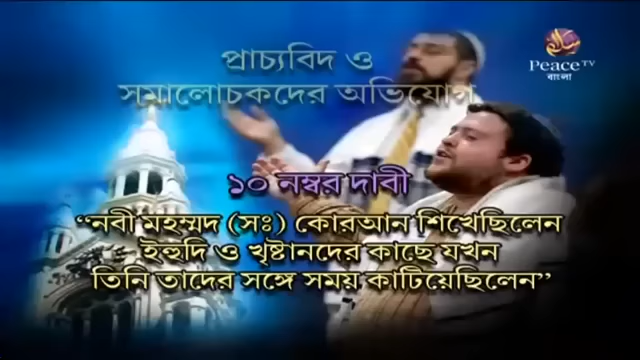 প্রাচ্যবিদ ও
সমালোচকদের অভিযোগ
Peace TV
বাংলা
১০ নম্বর দাবী
“নবী মহম্মদ (সঃ) কোরআন শিখেছিলেন
ইহুদি ও খৃষ্টানদের কাছে যখন
তিনি তাদের সঙ্গে সময় কাটিয়েছিলেন”